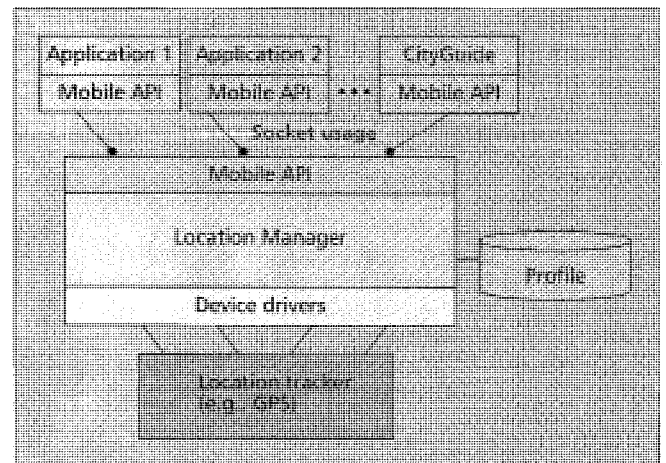 Application 1
Application 2
CityGuide
Mobile API
Mobile API
•••
Mobile API
Socket usage
Mobile API
Location Manager
Profile
Device drivers
Location tracker
(e.g., GPS)